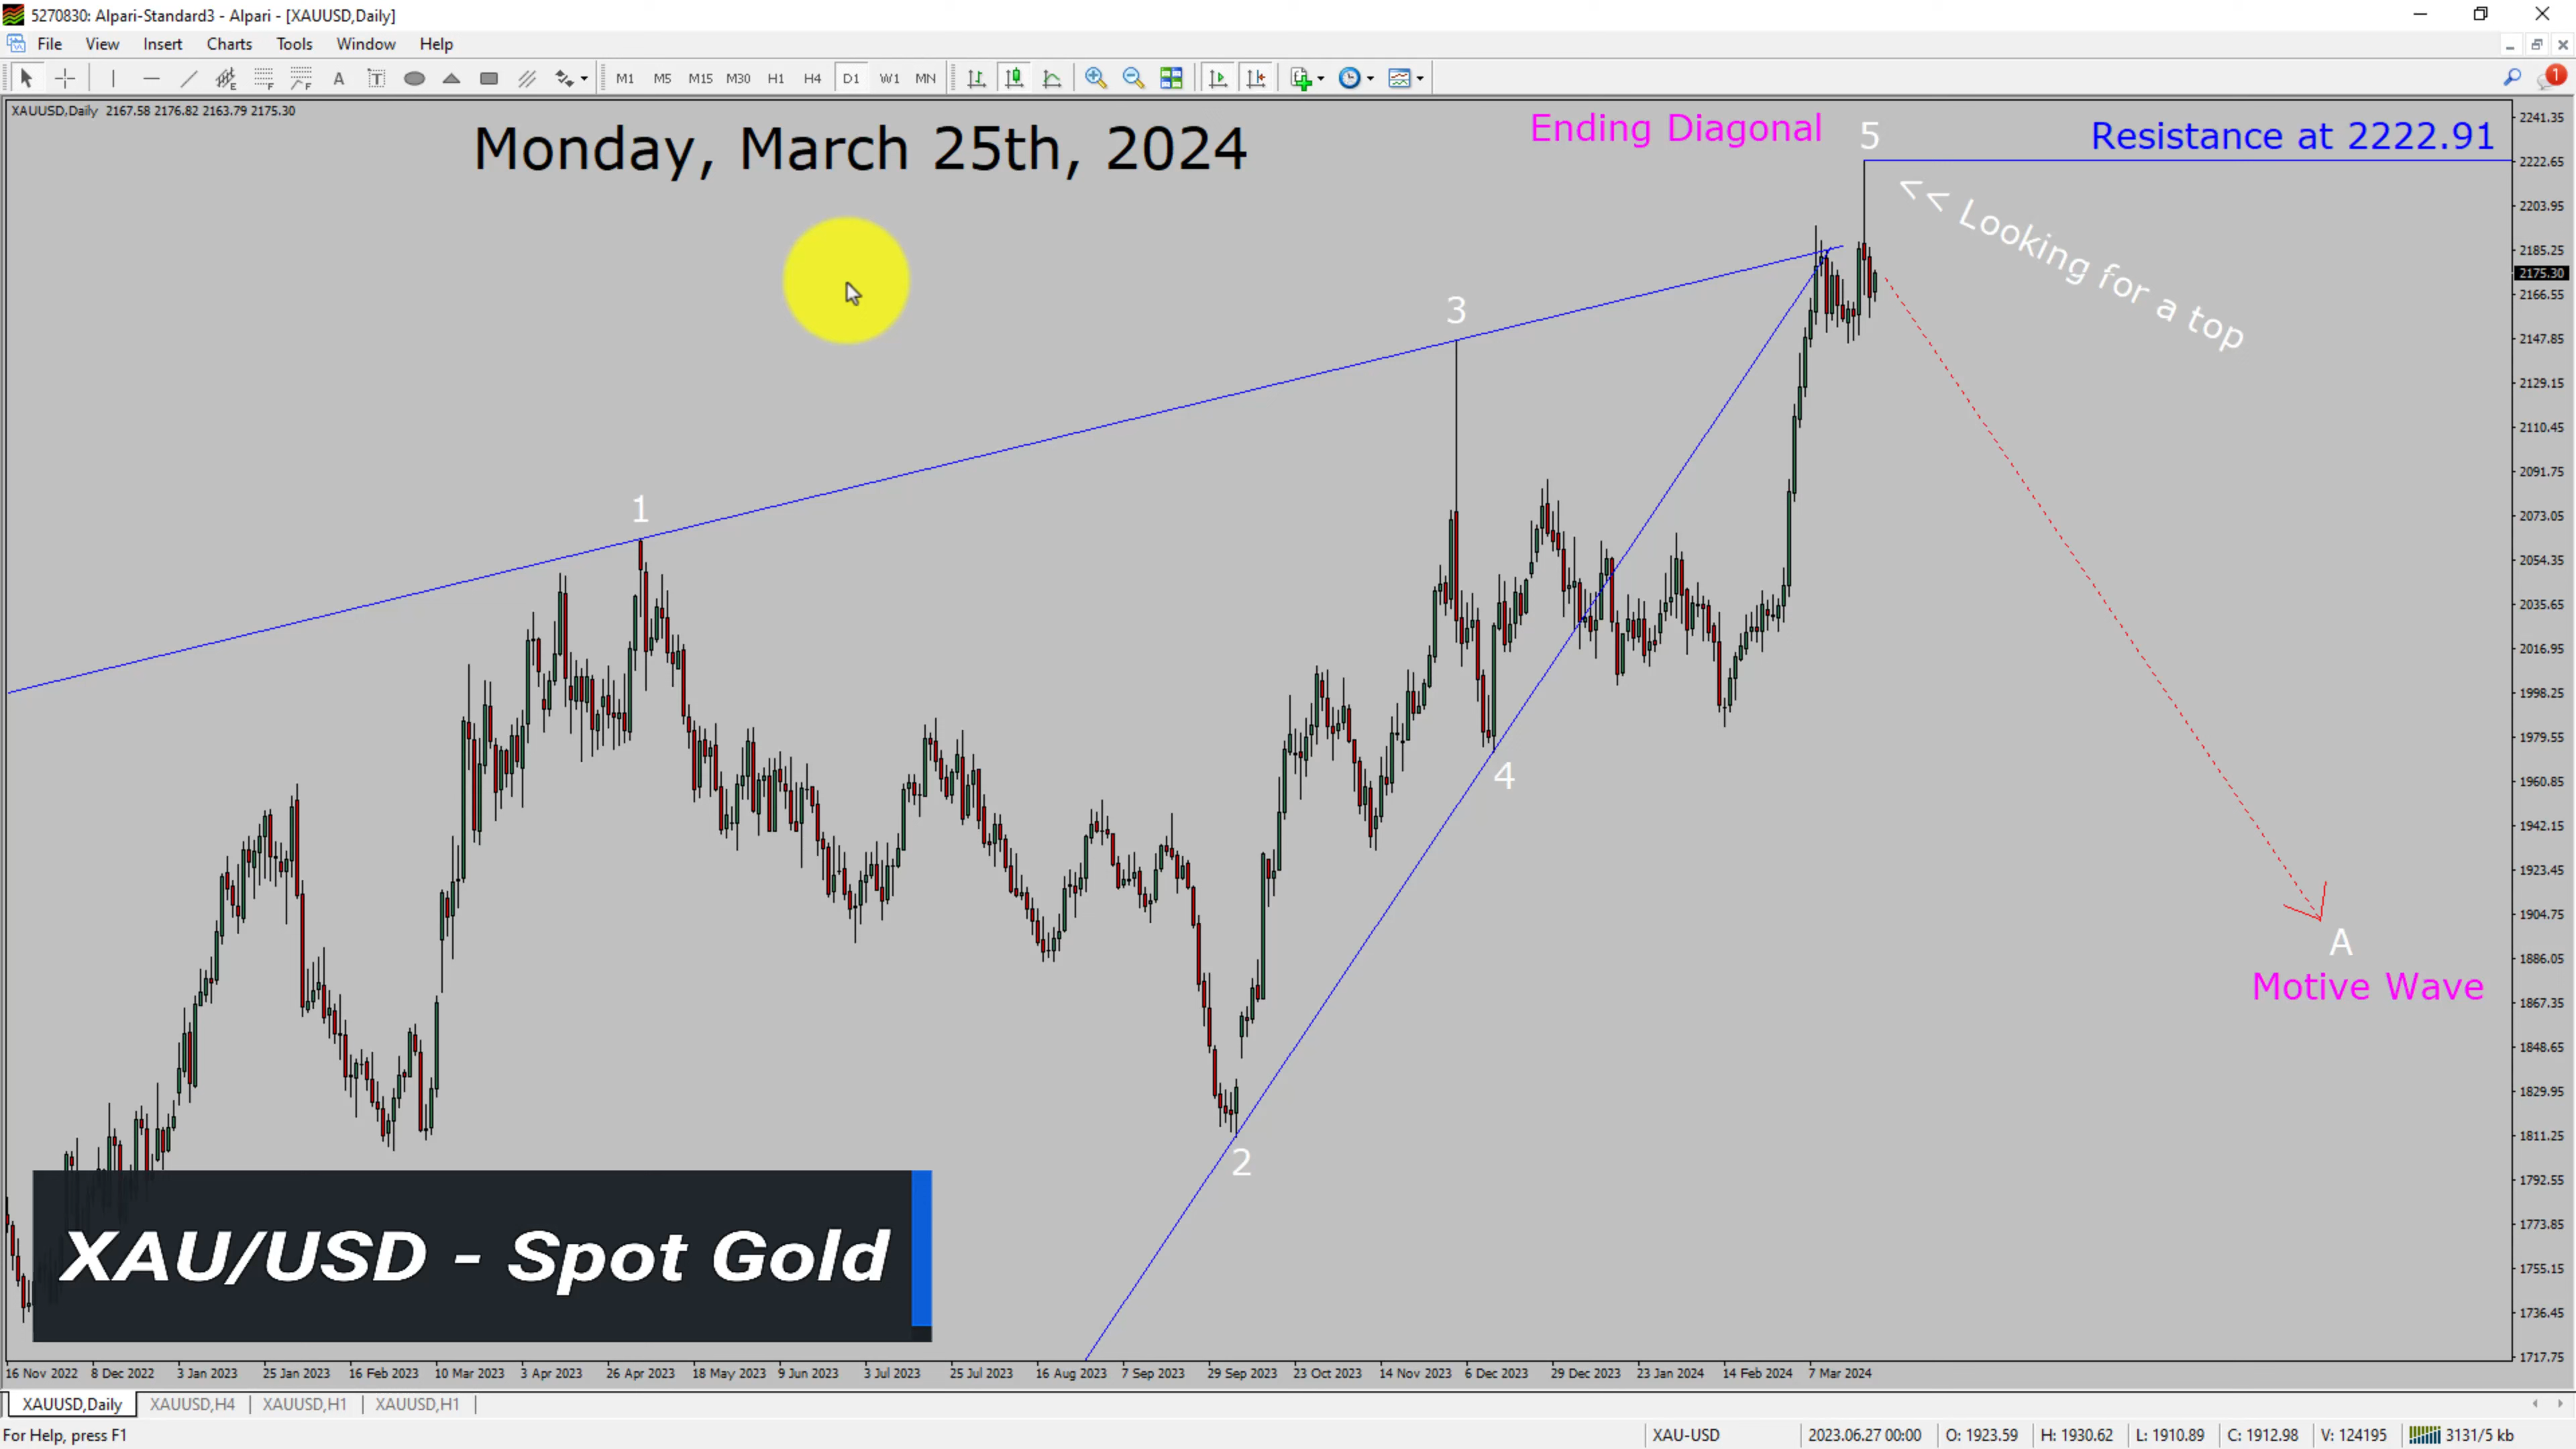 5270830: Alpari-Standard3 - Alpari - [XAUUSD,Daily]
File View Insert Charts Tools Window Help
A T M1 M5 M15 M30 H1 H4 D1 W1 MN 1
XAUUSD,Daily 2167.58 2176.82 2163.79 2175.30
Monday, March 25th, 2024
Ending Diagonal
5
Resistance at 2222.91
<< Looking for a top
3
1
4
2
A
Motive Wave
XAU/USD - Spot Gold
2241.35
2222.65
2203.95
2185.25
2175.30
2166.55
2147.85
2129.15
2110.45
2091.75
2073.05
2054.35
2035.65
2016.95
1998.25
1979.55
1960.85
1942.15
1923.45
1904.75
1886.05
1867.35
1848.65
1829.95
1811.25
1792.55
1773.85
1755.15
1736.45
1717.75
16 Nov 2022 8 Dec 2022 3 Jan 2023 25 Jan 2023 16 Feb 2023 10 Mar 2023 3 Apr 2023 26 Apr 2023 18 May 2023 9 Jun 2023 3 Jul 2023 25 Jul 2023 16 Aug 2023 7 Sep 2023 29 Sep 2023 23 Oct 2023 14 Nov 2023 6 Dec 2023 29 Dec 2023 23 Jan 2024 14 Feb 2024 7 Mar 2024
XAUUSD,Daily XAUUSD,H4 XAUUSD,H1 XAUUSD,H1
For Help, press F1 XAU-USD 2023.06.27 00:00 O: 1923.59 H: 1930.62 L: 1910.89 C: 1912.98 V: 124195 3131/5 kb